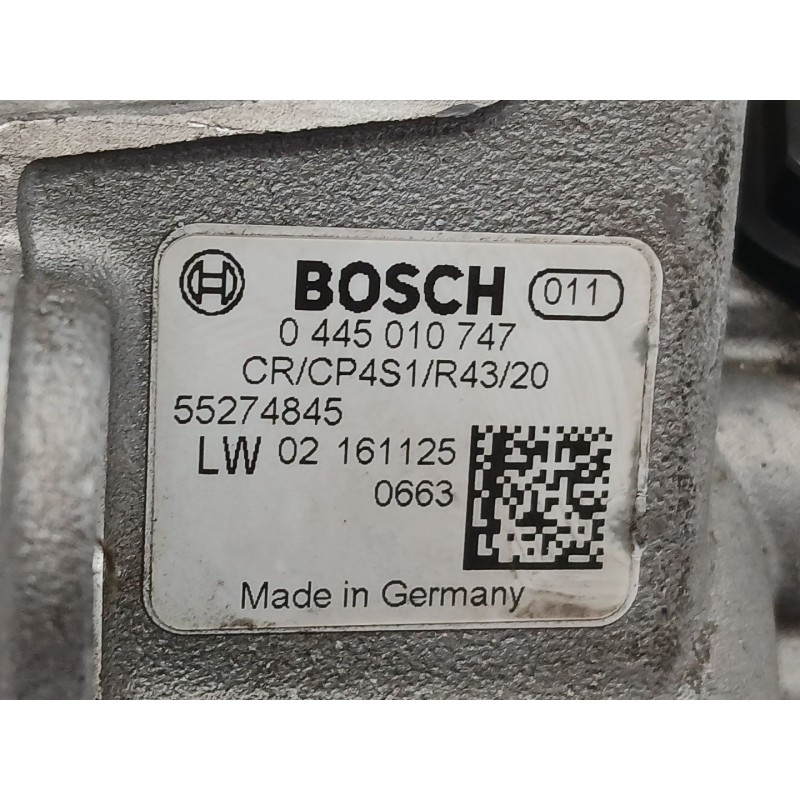 BOSCH 011
0 445 010 747
CR/CP4S1/R43/20
55274845
LW 02 161125
0663
Made in Germany